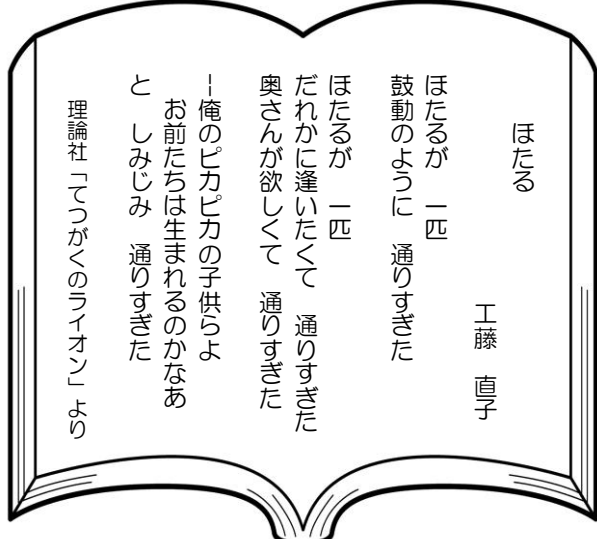 ほたる
工藤　直子
ほたるが　一匹
鼓動のように　通りすぎた
ほたるが　一匹
だれかに逢いたくて　通りすぎた
奥さんが欲しくて　通りすぎた
--俺のピカピカの子供らよ
お前たちは生まれるのかなあ
と　しみじみ　通りすぎた
理論社「てつがくのライオン」より